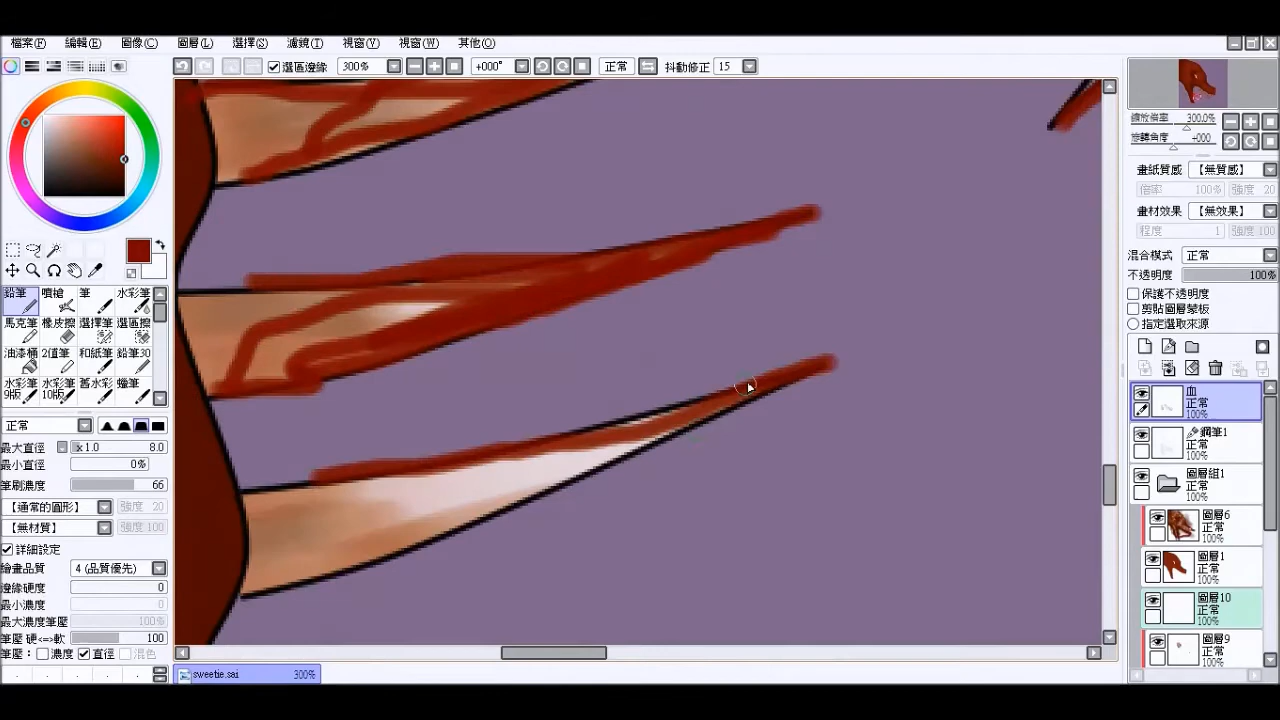 檔案(F) 編輯(E) 圖像(C) 圖層(L) 選擇(S) 濾鏡(T) 視窗(V) 視窗(W) 其他(O)
選區邊緣 300% +000° 正常 抖動修正 15
縮放倍率 300.0%
旋轉角度 +000
畫紙質感 【無質感】
倍率 100% 強度 20
畫材效果 【無效果】
程度 1 強度 100
混合模式 正常
不透明度 100%
保護不透明度
剪貼圖層蒙板
指定選取來源
鉛筆 噴槍 筆 水彩筆
馬克筆 橡皮擦 選擇筆 選區擦
油漆桶 2值筆 和紙筆 鉛筆30
水彩筆9版 水彩筆10版 舊水彩 蠟筆
正常
最大直徑 x1.0 8.0
最小直徑 0%
筆刷濃度 66
【通常的圓形】 強度 20
【無材質】 強度 100
詳細設定
繪畫品質 4 (品質優先)
邊緣硬度 0
最小濃度 0
最大濃度筆壓 100%
筆壓 硬<=>軟 100
筆壓: 濃度 直徑 混色
血
正常
100%
鋼筆1
正常
100%
圖層組1
正常
100%
圖層6
正常
100%
圖層1
正常
100%
圖層10
正常
100%
圖層9
正常
100%
sweetie.sai 300%